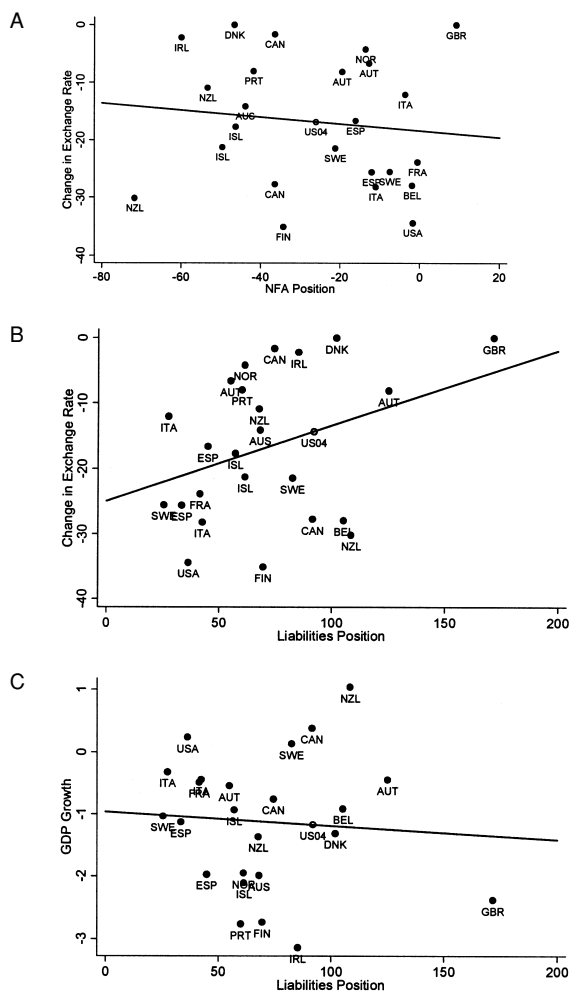 A
Change in Exchange Rate
0
-10
-20
-30
-40
IRL
DNK
CAN
GBR
NOR
AUT
AUT
PRT
NZL
ITA
AUS
ISL
US04
ESP
ISL
SWE
FRA
ESP
SWE
ITA
BEL
CAN
NZL
FIN
USA
-80
-60
-40
-20
0
20
NFA Position
B
Change in Exchange Rate
0
-10
-20
-30
-40
CAN
IRL
DNK
GBR
NOR
AUT
PRT
AUT
NZL
ITA
AUS
US04
ESP
ISL
ISL
SWE
FRA
SWE
ESP
ITA
CAN
BEL
NZL
USA
FIN
0
50
100
150
200
Liabilities Position
C
GDP Growth
1
0
-1
-2
-3
NZL
CAN
USA
SWE
ITA
ITA
FRA
AUT
AUT
CAN
ISL
BEL
SWE
ESP
US04
DNK
NZL
ESP
NOR
AUS
ISL
GBR
PRT
FIN
IRL
0
50
100
150
200
Liabilities Position